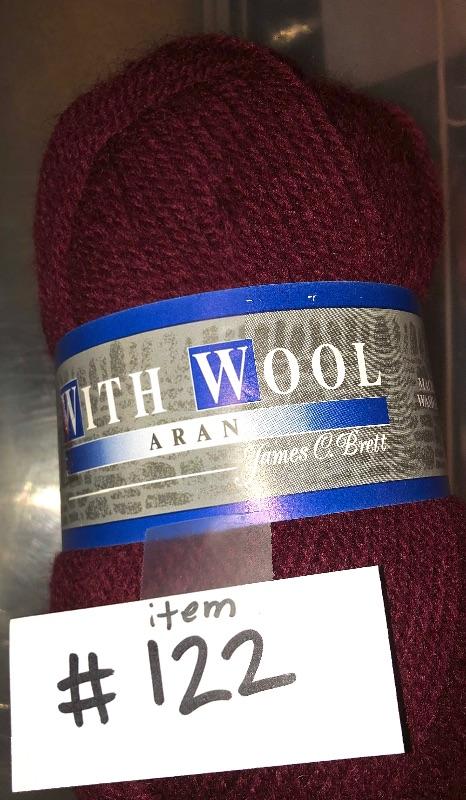 WITH WOOL
ARAN
James C. Brett
item
# 122